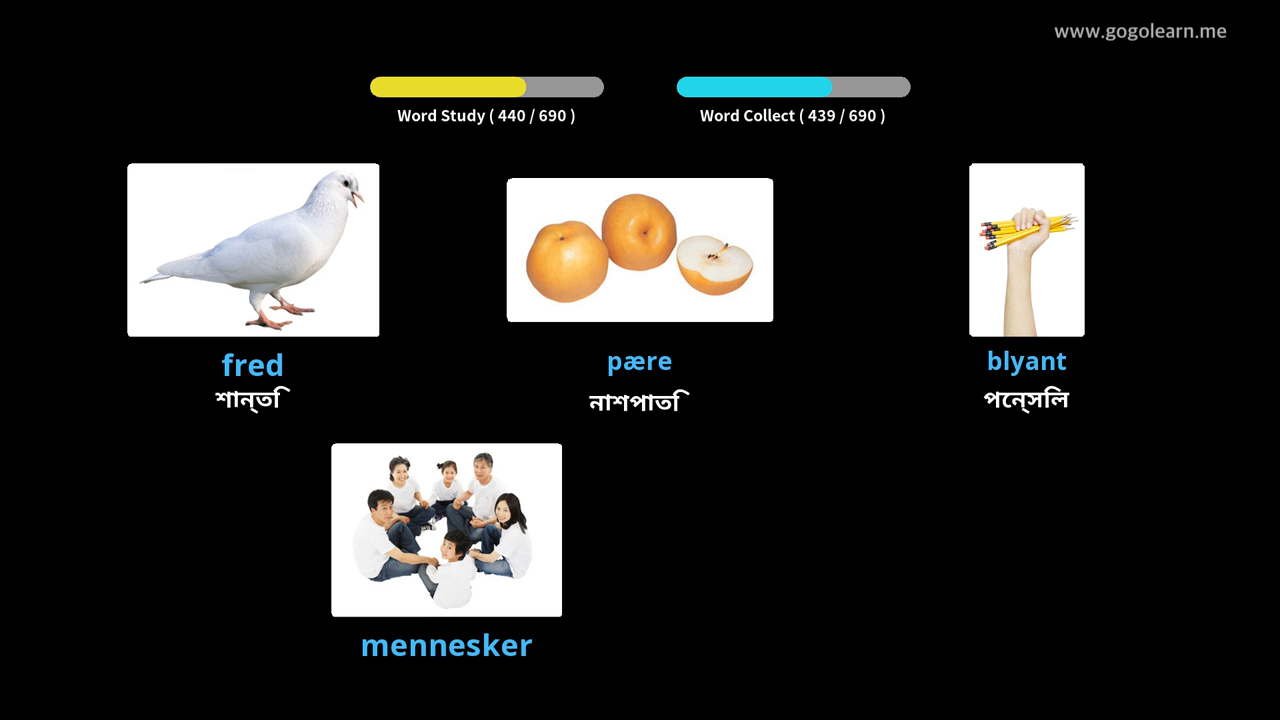 www.gogolearn.me
Word Study ( 440 / 690 )
Word Collect ( 439 / 690 )
fred
শান্তি
pære
নাশপাতি
blyant
পেন্সিল
mennesker